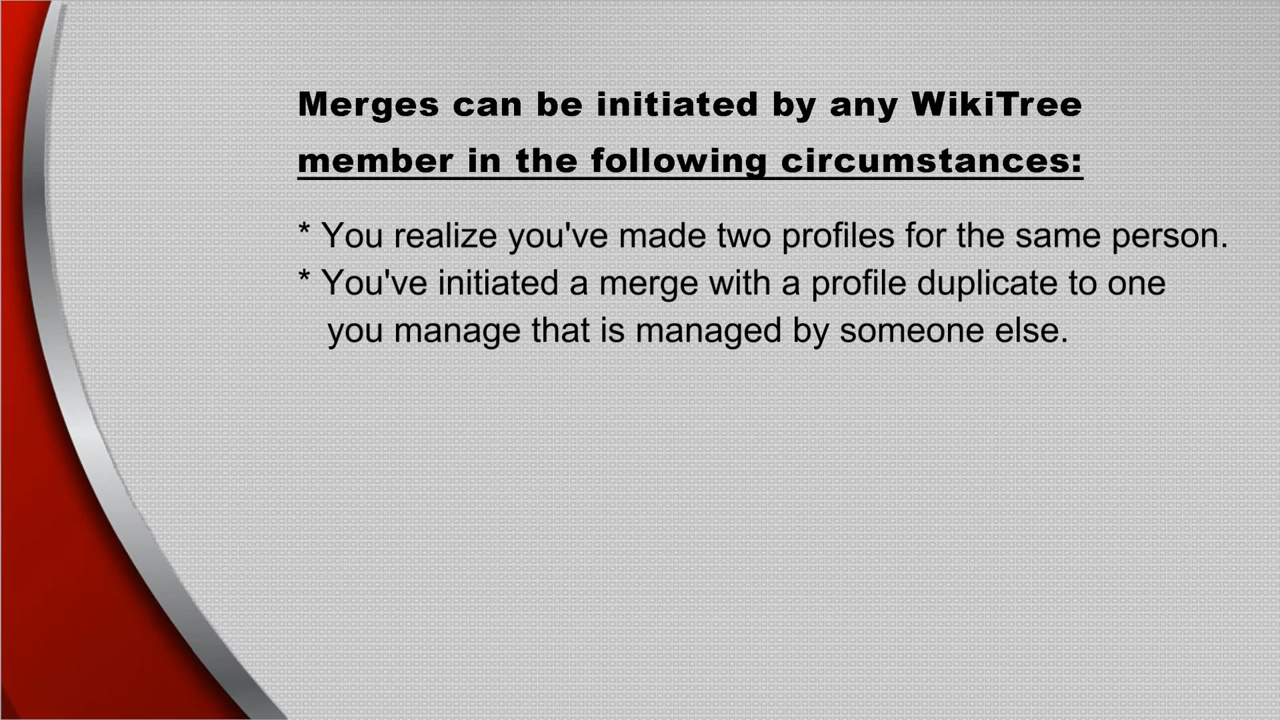 Merges can be initiated by any WikiTree
member in the following circumstances:
* You realize you've made two profiles for the same person.
* You've initiated a merge with a profile duplicate to one
you manage that is managed by someone else.